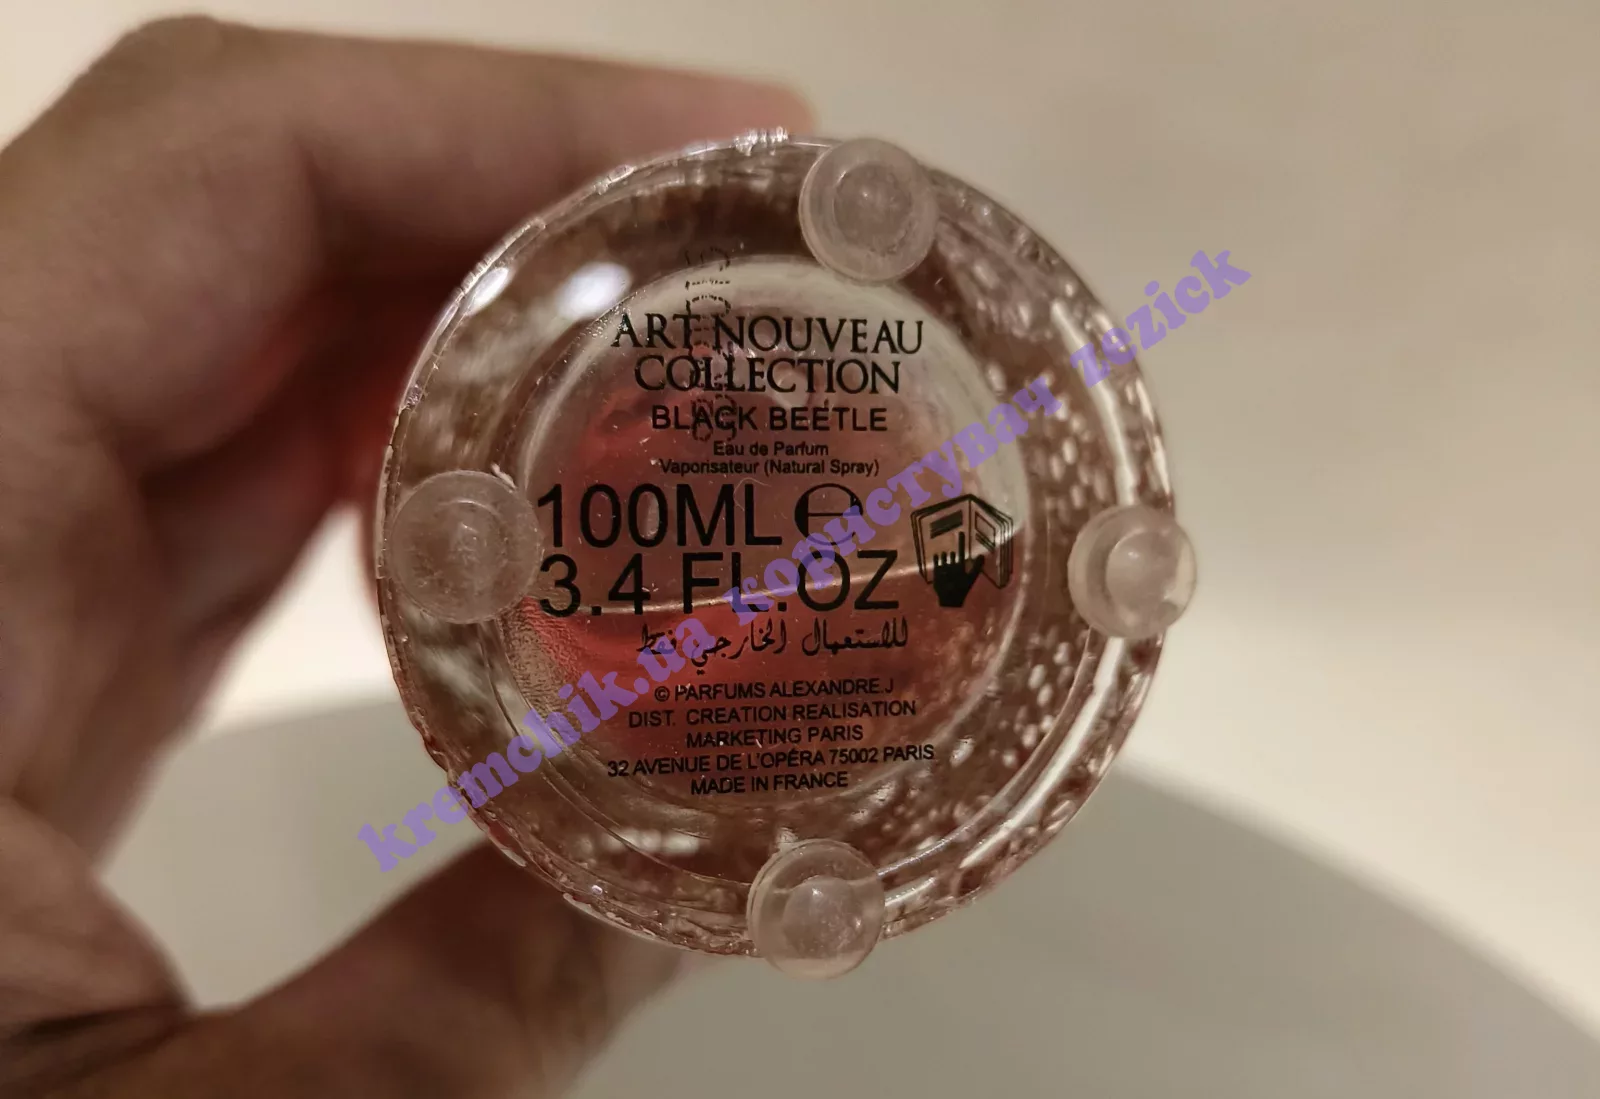 ART NOUVEAU
COLLECTION
BLACK BEETLE
Eau de Parfum
Vaporisateur (Natural Spray)
100ML ℮
3.4 FL.OZ
للاستعمال الخارجي فقط
© PARFUMS ALEXANDRE.J
DIST. CREATION REALISATION
MARKETING PARIS
32 AVENUE DE L'OPÉRA 75002 PARIS
MADE IN FRANCE
kremchik.ua користувач zezick